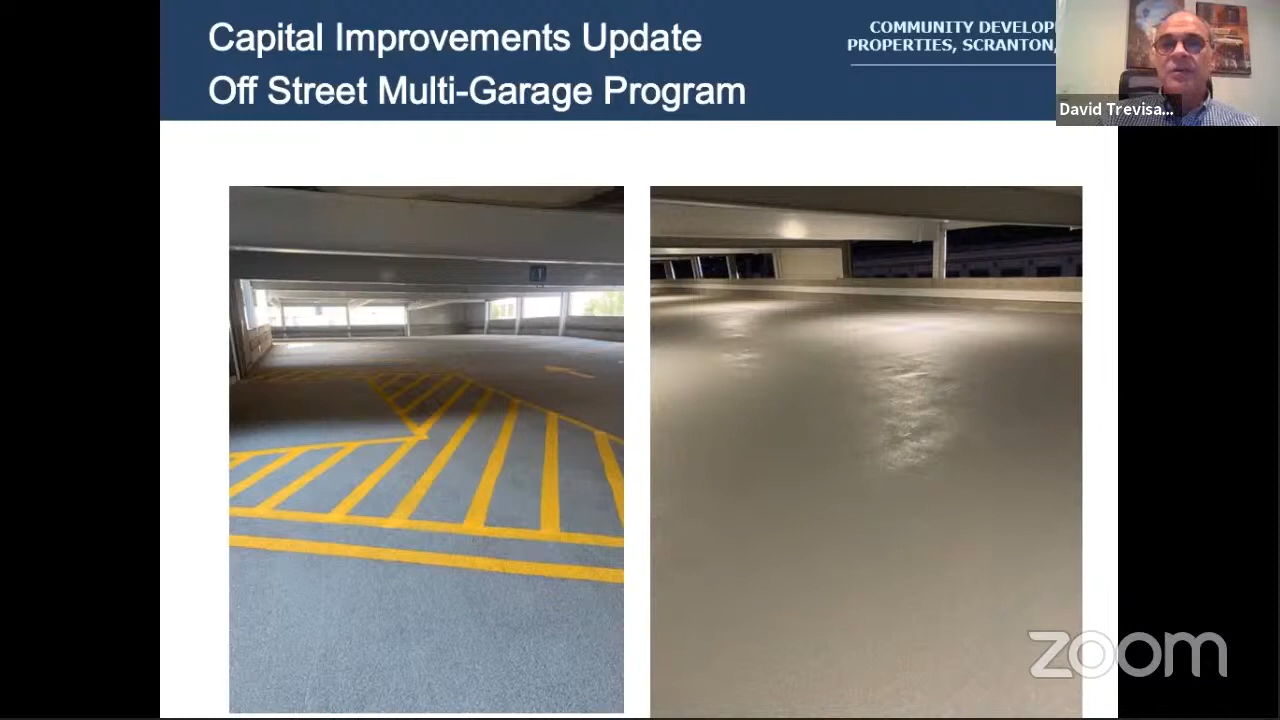 Capital Improvements Update
Off Street Multi-Garage Program
COMMUNITY DEVELOP
PROPERTIES, SCRANTON,
David Trevisa...
zoom